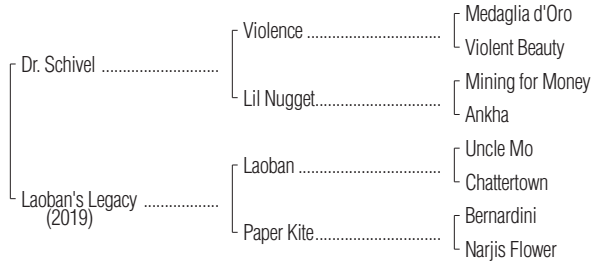 Medaglia d'Oro
Violence ..............................
Violent Beauty
Dr. Schivel ..........................
Mining for Money
Lil Nugget............................
Ankha
Uncle Mo
Laoban ................................
Chattertown
Laoban's Legacy ................
(2019)
Bernardini
Paper Kite............................
Narjis Flower